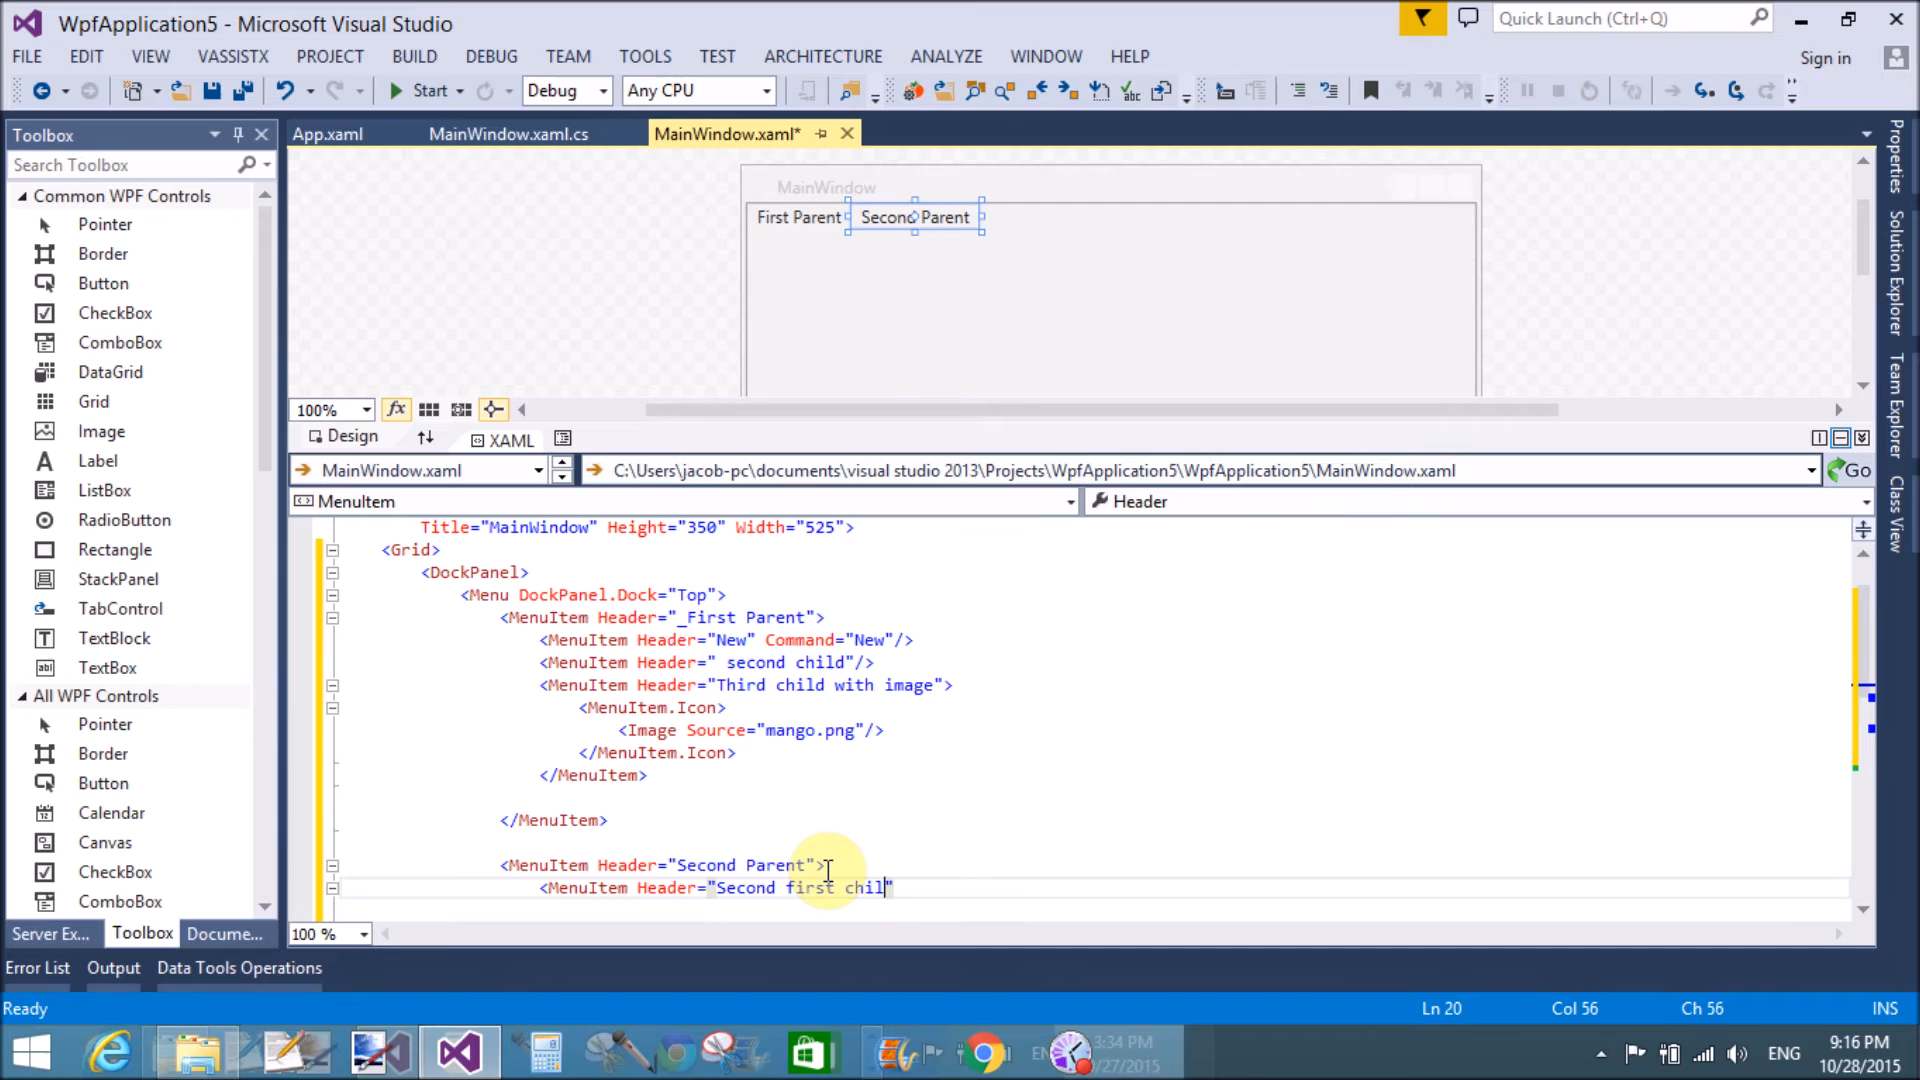 WpfApplication5 - Microsoft Visual Studio
Quick Launch (Ctrl+Q)
FILE EDIT VIEW VASSISTX PROJECT BUILD DEBUG TEAM TOOLS TEST ARCHITECTURE ANALYZE WINDOW HELP
Sign in
Start Debug Any CPU
Toolbox
App.xaml MainWindow.xaml.cs MainWindow.xaml*
Search Toolbox
Common WPF Controls
Pointer
Border
Button
CheckBox
ComboBox
DataGrid
Grid
Image
Label
ListBox
RadioButton
Rectangle
StackPanel
TabControl
TextBlock
TextBox
All WPF Controls
Pointer
Border
Button
Calendar
Canvas
CheckBox
ComboBox
Server Ex... Toolbox Docume...
MainWindow
First Parent Second Parent
100%
Design XAML
MainWindow.xaml C:\Users\jacob-pc\documents\visual studio 2013\Projects\WpfApplication5\WpfApplication5\MainWindow.xaml Go
MenuItem Header
Title="MainWindow" Height="350" Width="525">
<Grid>
<DockPanel>
<Menu DockPanel.Dock="Top">
<MenuItem Header="_First Parent">
<MenuItem Header="New" Command="New"/>
<MenuItem Header=" second child"/>
<MenuItem Header="Third child with image">
<MenuItem.Icon>
<Image Source="mango.png"/>
</MenuItem.Icon>
</MenuItem>
</MenuItem>
<MenuItem Header="Second Parent">
<MenuItem Header="Second first chil"
100 %
Properties
Solution Explorer
Team Explorer
Class View
Error List Output Data Tools Operations
Ready Ln 20 Col 56 Ch 56 INS
3:34 PM
ENG
9:16 PM
10/28/2015